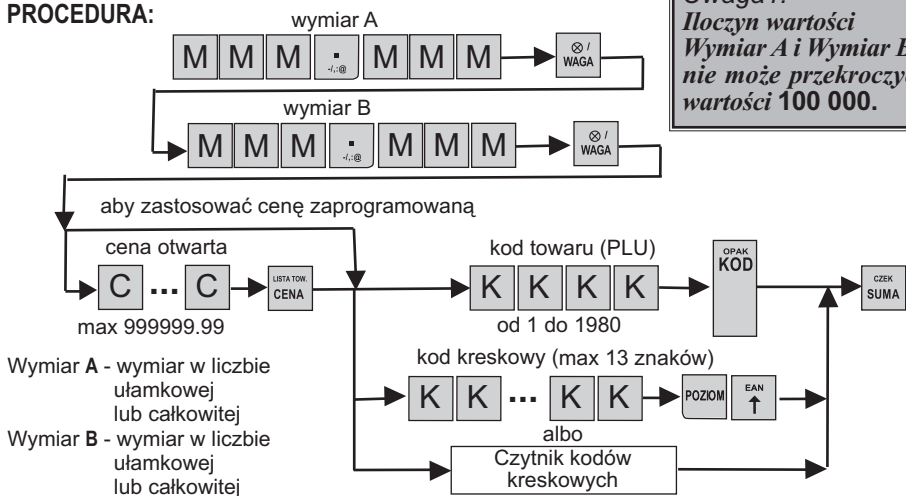 PROCEDURA:
wymiar A
M M M . -/,:@ M M M ⊗ / WAGA
Iloczyn wartości
Wymiar A i Wymiar B
nie może
wartości 100 000.
wymiar B
M M M . -/,:@ M M M ⊗ / WAGA
aby zastosować cenę zaprogramowaną
cena otwarta
C ... C LISTA TOW. CENA
max 999999.99
kod towaru (PLU)
K K K K OPAK KOD CZEK SUMA
od 1 do 1980
kod kreskowy (max 13 znaków)
K K ... K K POZIOM EAN ↑
albo
Czytnik kodów
kreskowych
Wymiar A - wymiar w liczbie
ułamkowej
lub całkowitej
Wymiar B - wymiar w liczbie
ułamkowej
lub całkowitej